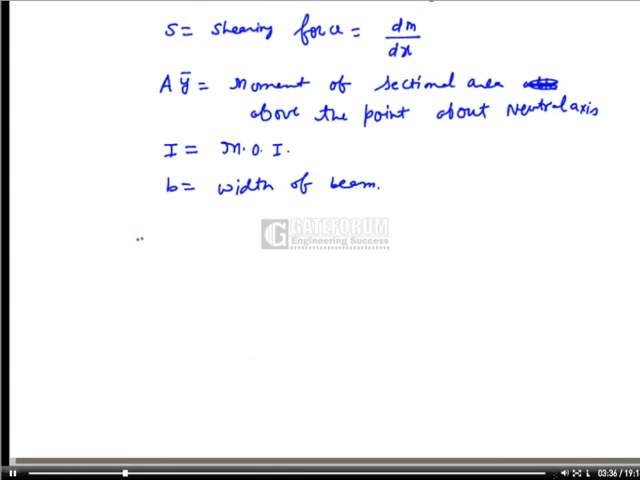 S = Shearing force = dm/dx
A ȳ = Moment of sectional area
above the point about Neutral axis
I = M.O.I.
b = width of beam.
GATEFORUM
Engineering Success
03:36 / 19:1